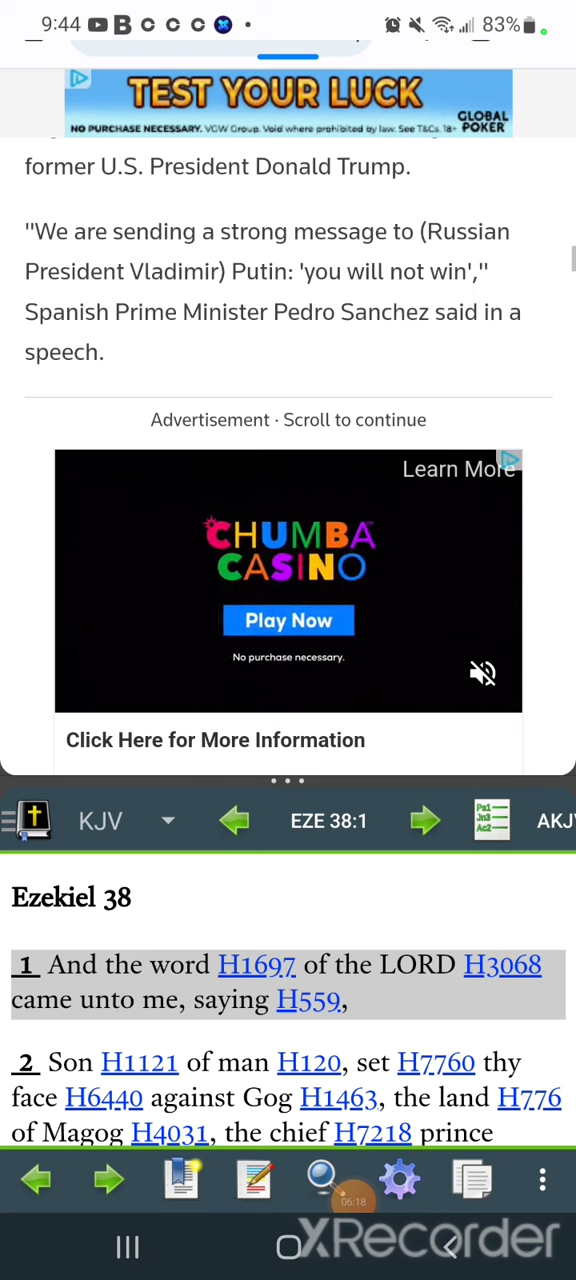 9:44
83%
TEST YOUR LUCK
NO PURCHASE NECESSARY. VGW Group. Void where prohibited by law. See T&Cs. 18+
GLOBAL
POKER
former U.S. President Donald Trump.
"We are sending a strong message to (Russian
President Vladimir) Putin: 'you will not win',"
Spanish Prime Minister Pedro Sanchez said in a
speech.
Advertisement · Scroll to continue
Learn More
CHUMBA
CASINO
Play Now
No purchase necessary.
Click Here for More Information
KJV
EZE 38:1
Ps1
Jn3
Ac2
AKJV
Ezekiel 38
1 And the word H1697 of the LORD H3068
came unto me, saying H559,
2 Son H1121 of man H120, set H7760 thy
face H6440 against Gog H1463, the land H776
of Magog H4031, the chief H7218 prince
06:18
XRecorder